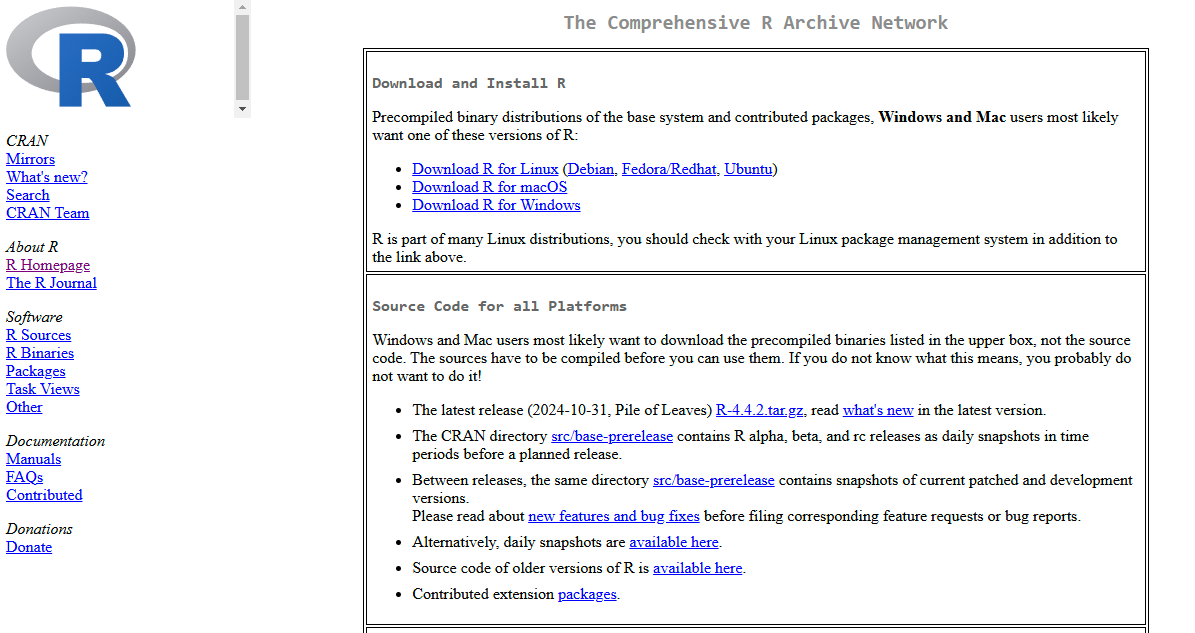 R
CRAN
Mirrors
What's new?
Search
CRAN Team
About R
R Homepage
The R Journal
Software
R Sources
R Binaries
Packages
Task Views
Other
Documentation
Manuals
FAQs
Contributed
Donations
Donate
The Comprehensive R Archive Network
Download and Install R
Precompiled binary distributions of the base system and contributed packages, Windows and Mac users most likely
want one of these versions of R:
• Download R for Linux (Debian, Fedora/Redhat, Ubuntu)
• Download R for macOS
• Download R for Windows
R is part of many Linux distributions, you should check with your Linux package management system in addition to
the link above.
Source Code for all Platforms
Windows and Mac users most likely want to download the precompiled binaries listed in the upper box, not the source
code. The sources have to be compiled before you can use them. If you do not know what this means, you probably do
not want to do it!
• The latest release (2024-10-31, Pile of Leaves) R-4.4.2.tar.gz, read what's new in the latest version.
• The CRAN directory src/base-prerelease contains R alpha, beta, and rc releases as daily snapshots in time
periods before a planned release.
• Between releases, the same directory src/base-prerelease contains snapshots of current patched and development
versions.
Please read about new features and bug fixes before filing corresponding feature requests or bug reports.
• Alternatively, daily snapshots are available here.
• Source code of older versions of R is available here.
• Contributed extension packages.